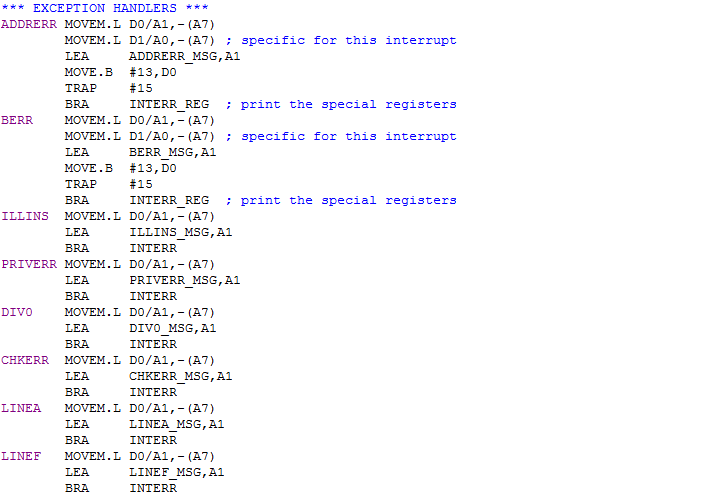 *** EXCEPTION HANDLERS ***
ADDRERR MOVEM.L D0/A1,-(A7)
        MOVEM.L D1/A0,-(A7) ; specific for this interrupt
        LEA     ADDRERR_MSG,A1
        MOVE.B  #13,D0
        TRAP    #15
        BRA     INTERR_REG  ; print the special registers
BERR    MOVEM.L D0/A1,-(A7)
        MOVEM.L D1/A0,-(A7) ; specific for this interrupt
        LEA     BERR_MSG,A1
        MOVE.B  #13,D0
        TRAP    #15
        BRA     INTERR_REG  ; print the special registers
ILLINS  MOVEM.L D0/A1,-(A7)
        LEA     ILLINS_MSG,A1
        BRA     INTERR
PRIVERR MOVEM.L D0/A1,-(A7)
        LEA     PRIVERR_MSG,A1
        BRA     INTERR
DIV0    MOVEM.L D0/A1,-(A7)
        LEA     DIV0_MSG,A1
        BRA     INTERR
CHKERR  MOVEM.L D0/A1,-(A7)
        LEA     CHKERR_MSG,A1
        BRA     INTERR
LINEA   MOVEM.L D0/A1,-(A7)
        LEA     LINEA_MSG,A1
        BRA     INTERR
LINEF   MOVEM.L D0/A1,-(A7)
        LEA     LINEF_MSG,A1
        BRA     INTERR